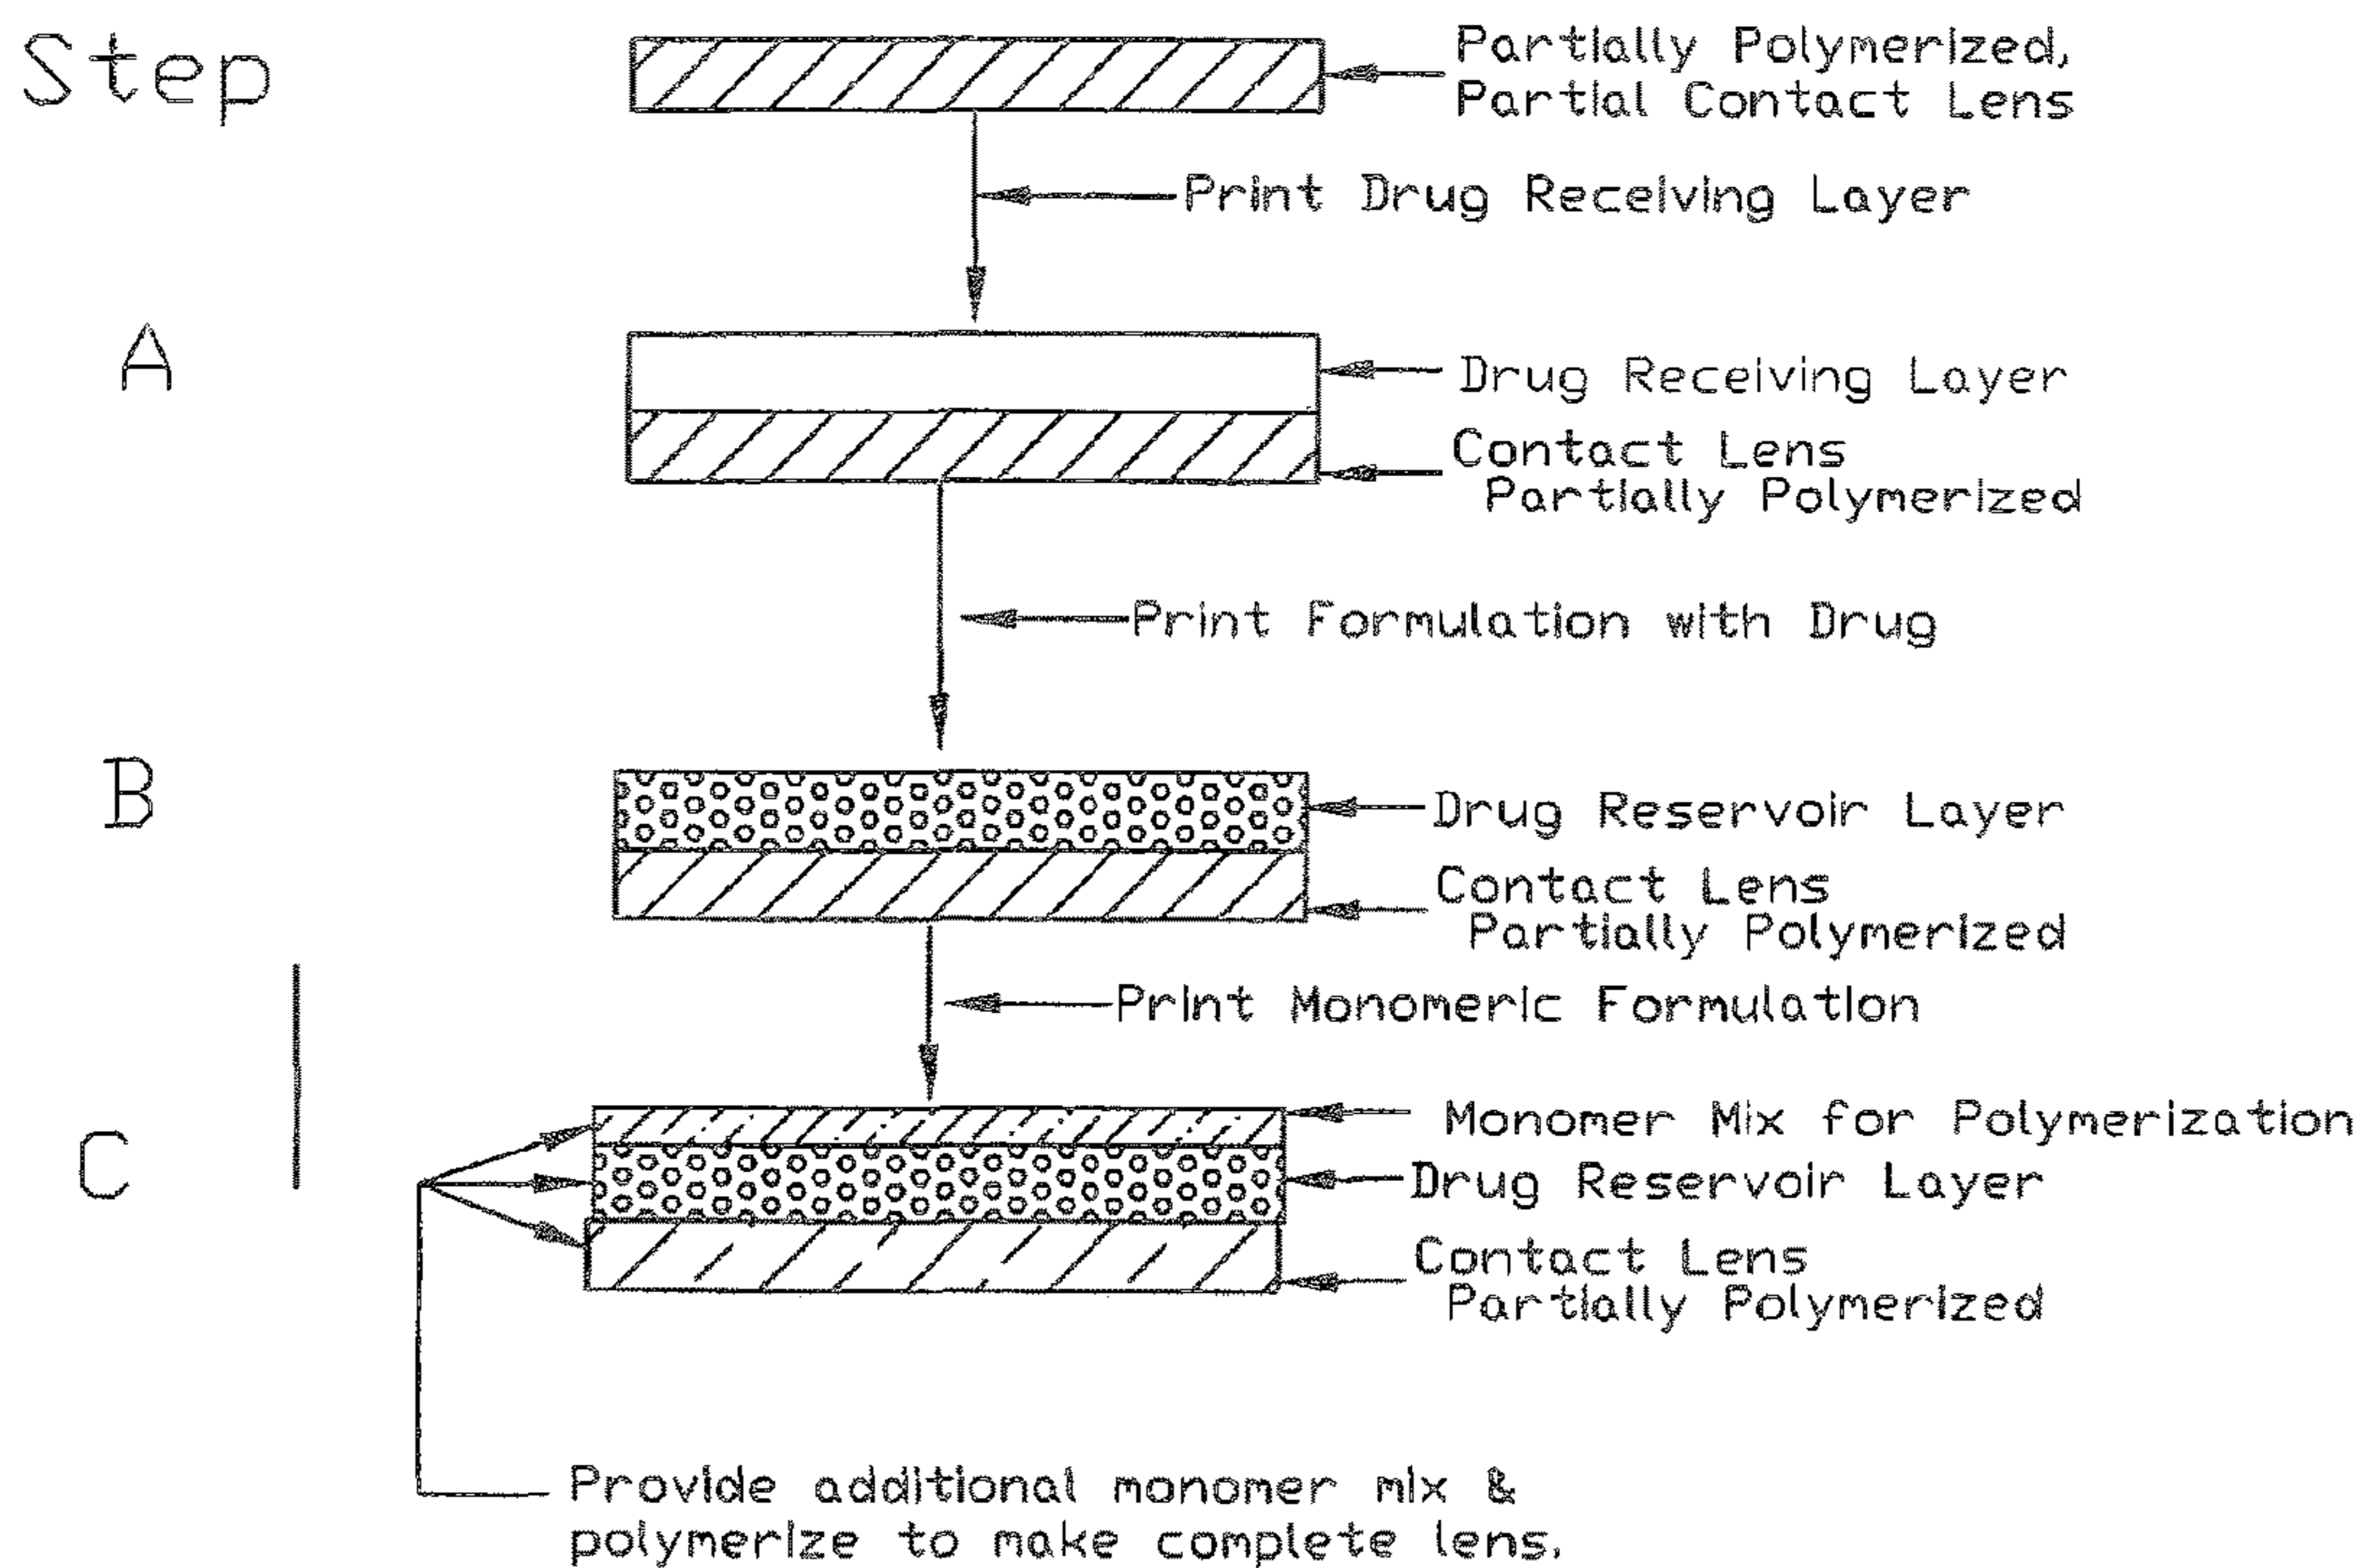 Step
Partially Polymerized,
Partial Contact Lens
Print Drug Receiving Layer
A
Drug Receiving Layer
Contact Lens
Partially Polymerized
Print Formulation with Drug
B
Drug Reservoir Layer
Contact Lens
Partially Polymerized
Print Monomeric Formulation
C
Monomer Mix for Polymerization
Drug Reservoir Layer
Contact Lens
Partially Polymerized
Provide additional monomer mix &
polymerize to make complete lens.